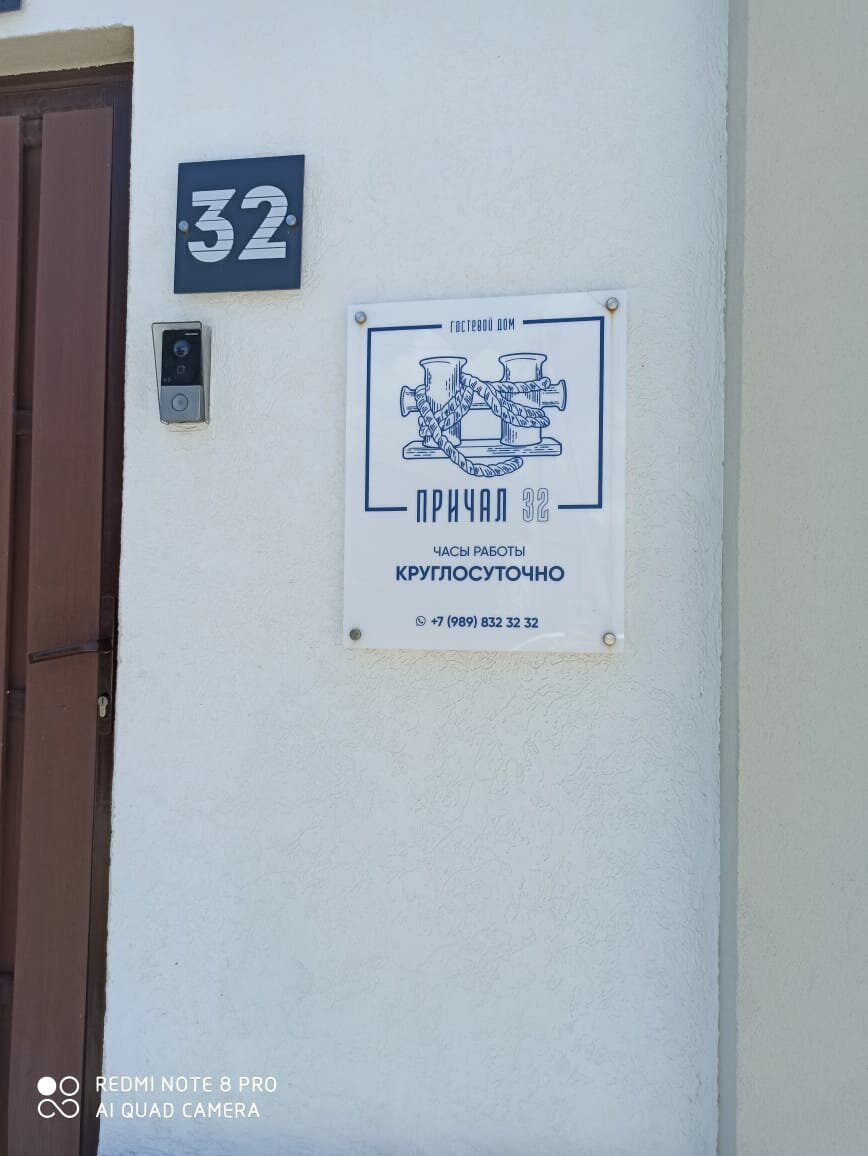 32
ГОСТЕВОЙ ДОМ
ПРИЧАЛ 32
ЧАСЫ РАБОТЫ
КРУГЛОСУТОЧНО
+7 (989) 832 32 32
REDMI NOTE 8 PRO
AI QUAD CAMERA